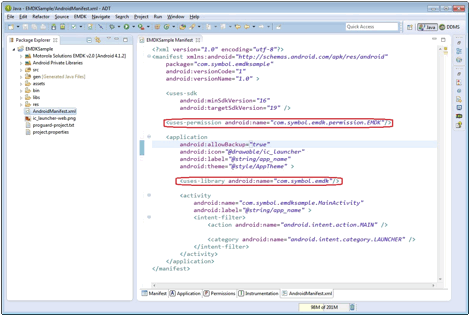 Java - EMDKSample/AndroidManifest.xml - ADT
File Edit Refactor Source Navigate Search Project Run Window Help
Quick Access
Java
DDMS
Package Explorer
EMDKSample
Motorola Solutions EMDK v2.0 [Android 4.1.2]
Android Private Libraries
src
gen [Generated Java Files]
assets
bin
libs
res
AndroidManifest.xml
ic_launcher-web.png
proguard-project.txt
project.properties
EMDKSample Manifest
<?xml version="1.0" encoding="utf-8"?>
<manifest xmlns:android="http://schemas.android.com/apk/res/android"
package="com.symbol.emdksample"
android:versionCode="1"
android:versionName="1.0" >
<uses-sdk
android:minSdkVersion="16"
android:targetSdkVersion="19" />
<uses-permission android:name="com.symbol.emdk.permission.EMDK"/>
<application
android:allowBackup="true"
android:icon="@drawable/ic_launcher"
android:label="@string/app_name"
android:theme="@style/AppTheme" >
<uses-library android:name="com.symbol.emdk"/>
<activity
android:name="com.symbol.emdksample.MainActivity"
android:label="@string/app_name" >
<intent-filter>
<action android:name="android.intent.action.MAIN" />
<category android:name="android.intent.category.LAUNCHER" />
</intent-filter>
</activity>
</application>
</manifest>
Manifest
Application
Permissions
Instrumentation
AndroidManifest.xml
98M of 201M